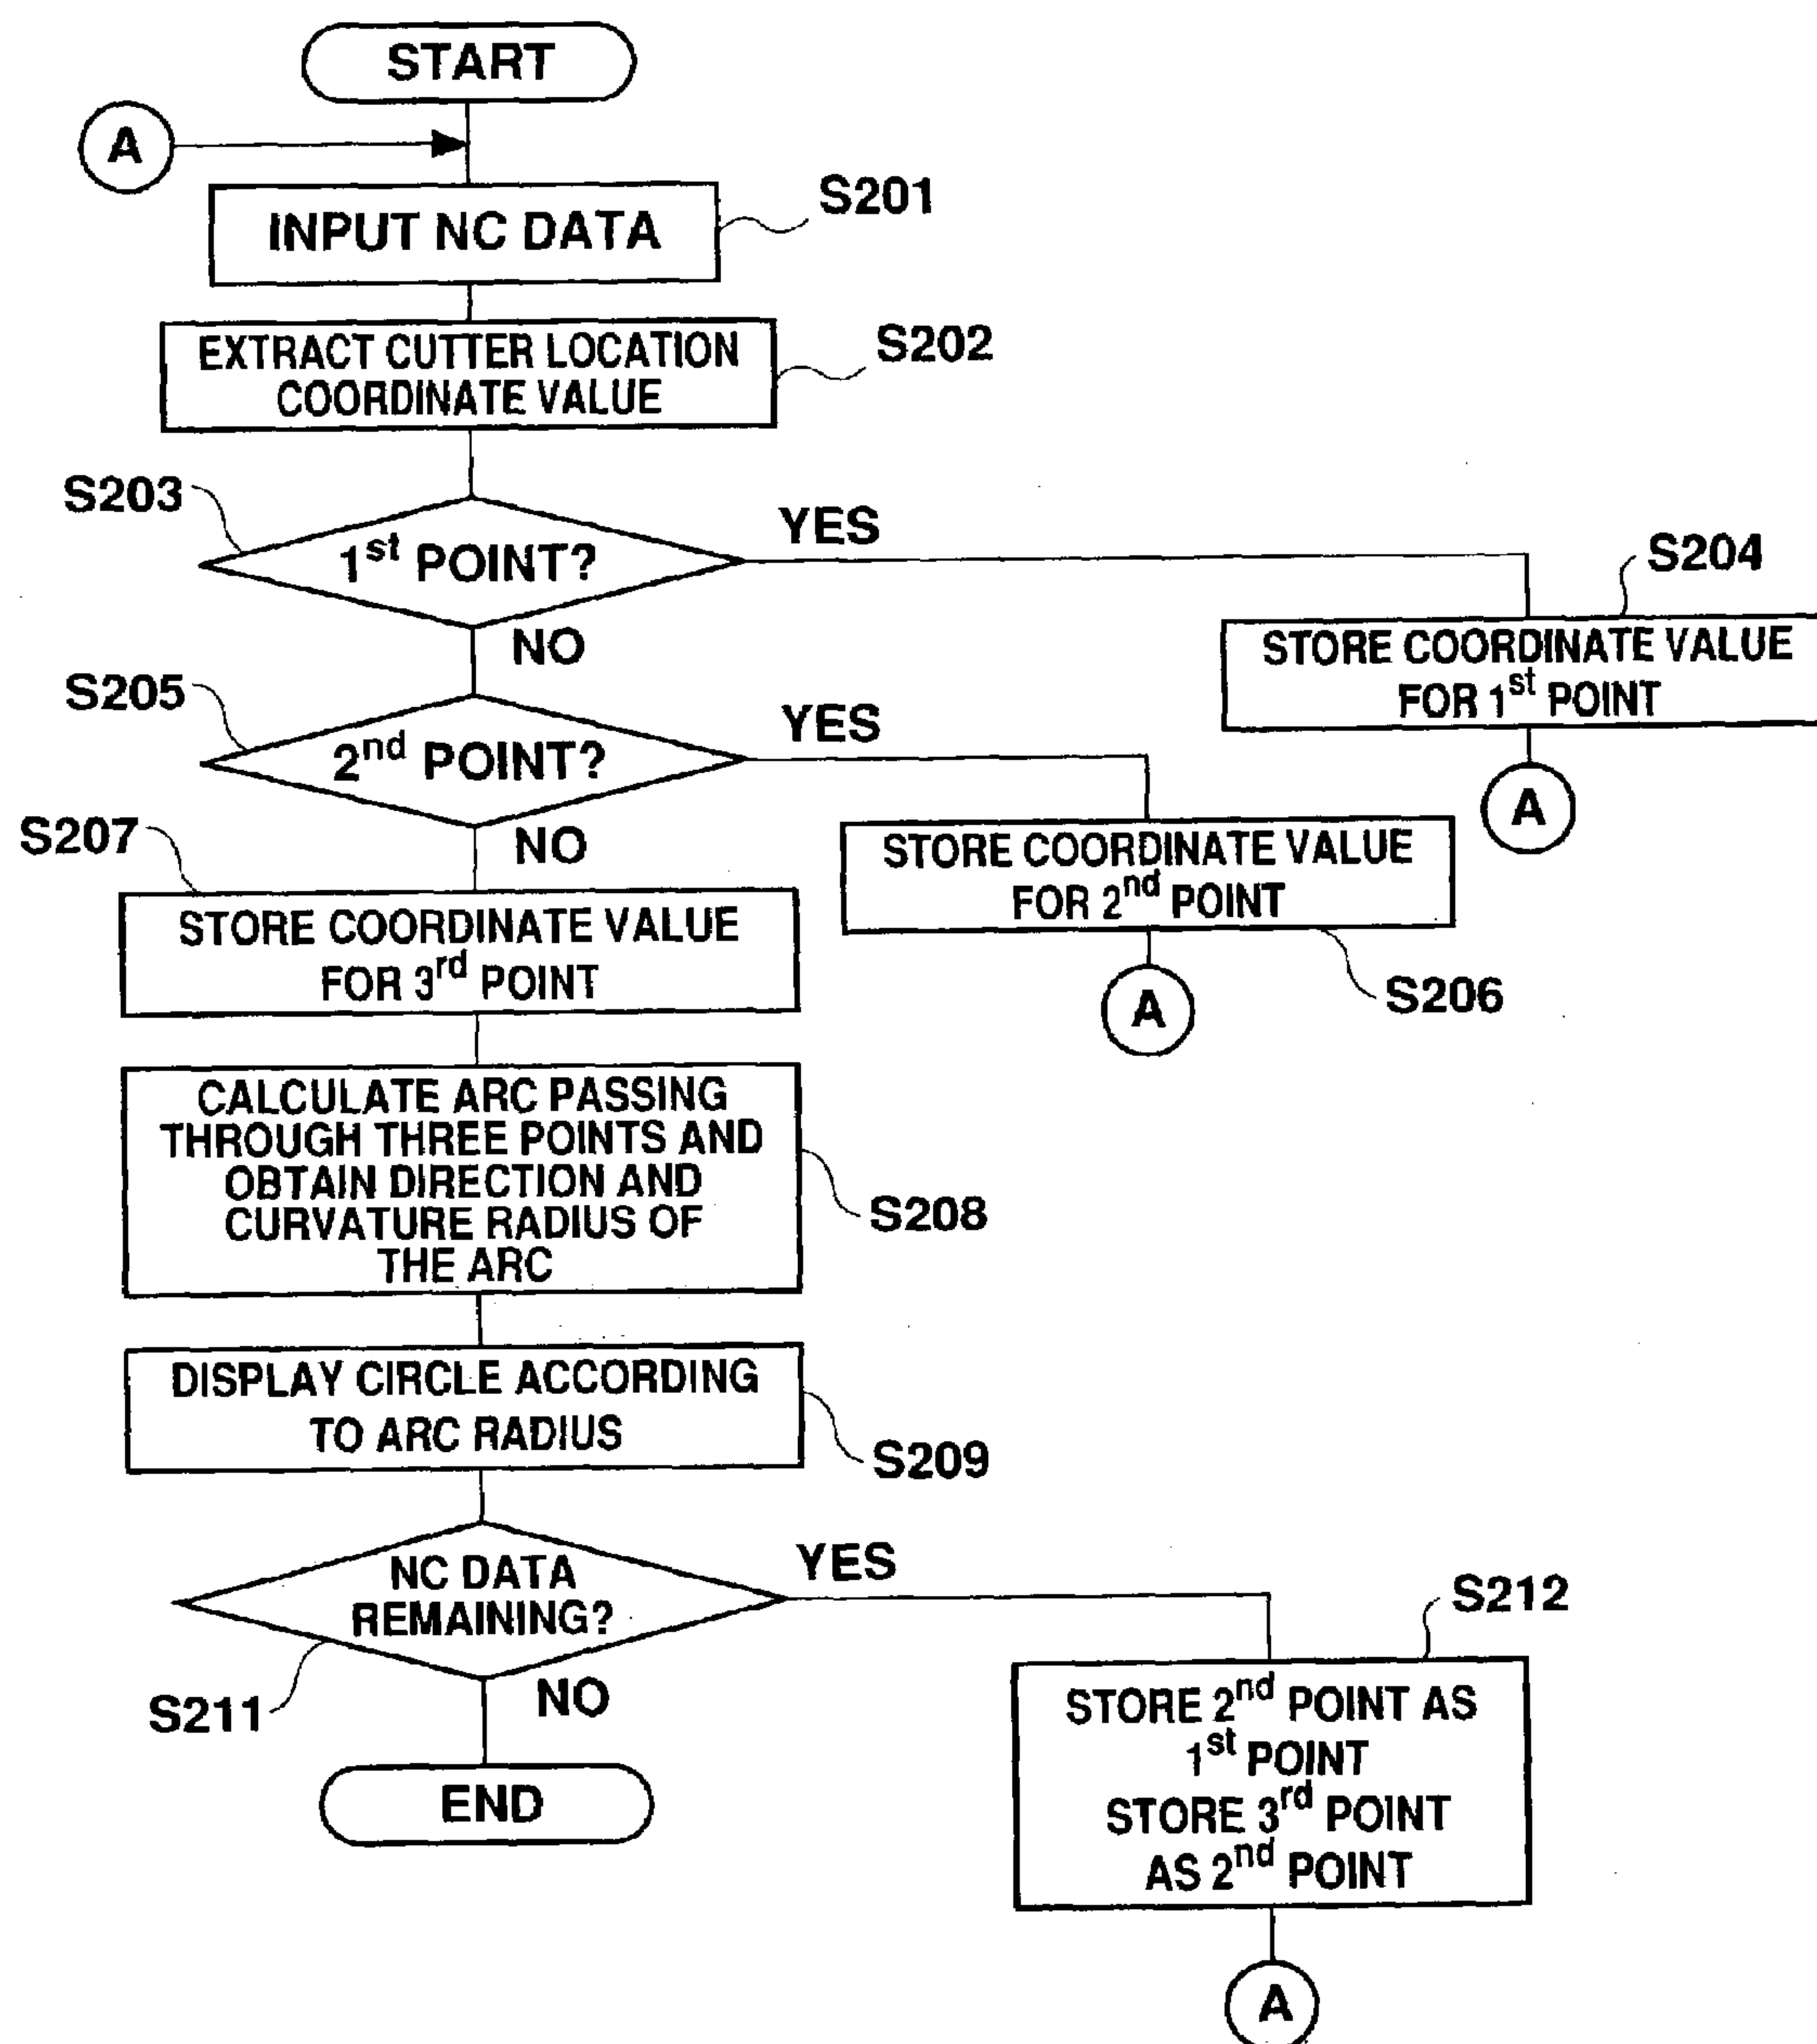 START
A
S201
INPUT NC DATA
S202
EXTRACT CUTTER LOCATION
COORDINATE VALUE
S203
1st POINT?
YES
NO
S204
STORE COORDINATE VALUE
FOR 1st POINT
A
S205
2nd POINT?
YES
NO
STORE COORDINATE VALUE
FOR 2nd POINT
S206
A
S207
STORE COORDINATE VALUE
FOR 3rd POINT
CALCULATE ARC PASSING
THROUGH THREE POINTS AND
OBTAIN DIRECTION AND
CURVATURE RADIUS OF
THE ARC
S208
DISPLAY CIRCLE ACCORDING
TO ARC RADIUS
S209
NC DATA
REMAINING?
YES
S211
NO
S212
STORE 2nd POINT AS
1st POINT
STORE 3rd POINT
AS 2nd POINT
A
END